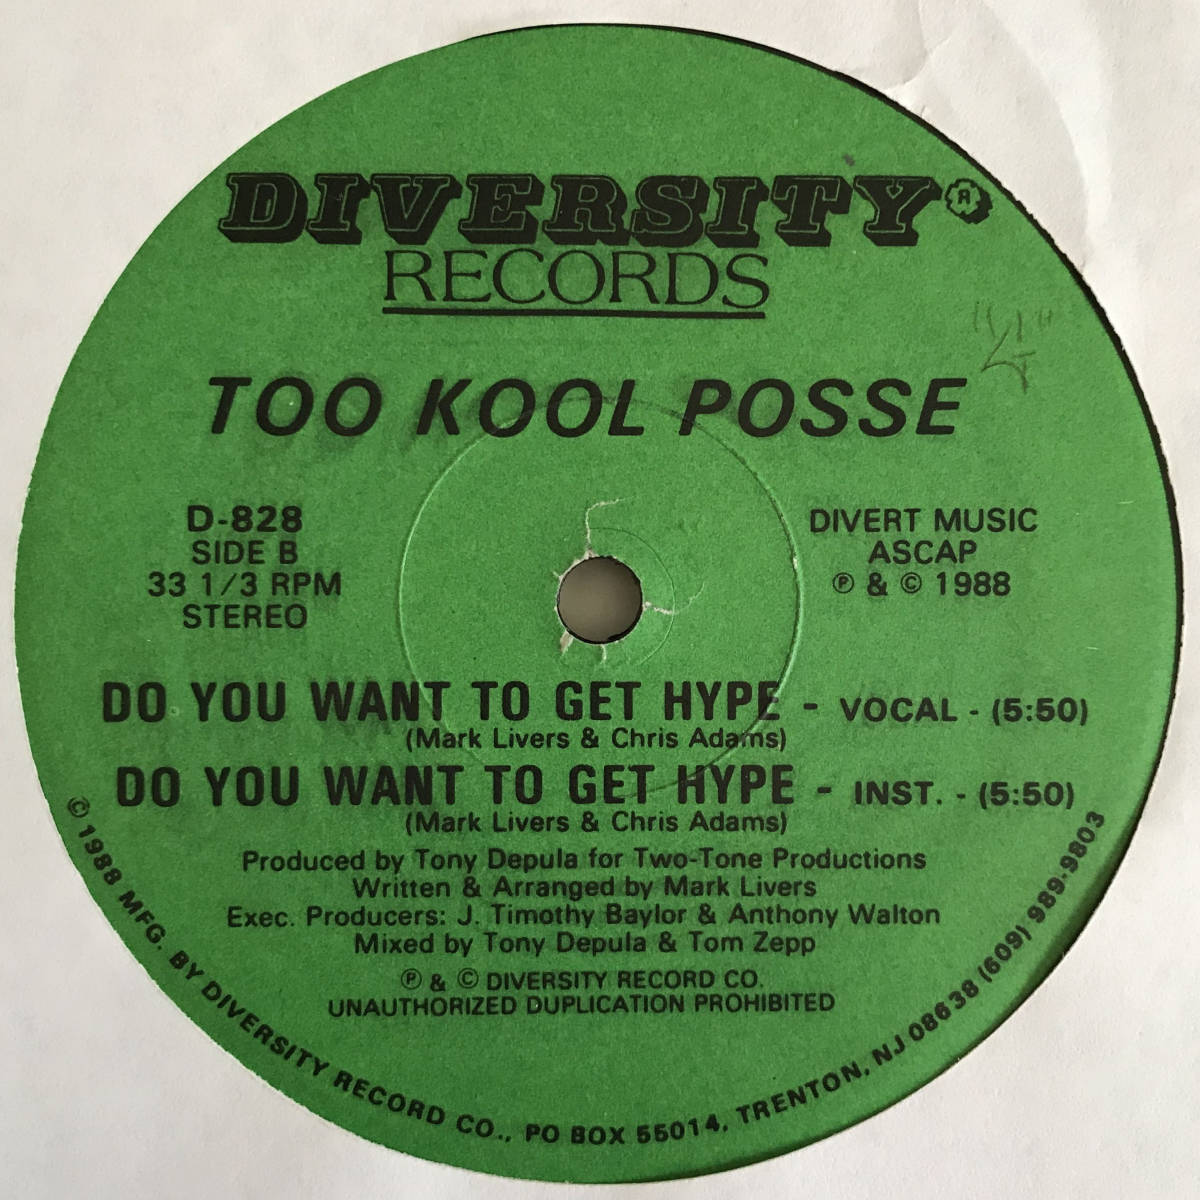 DIVERSITY®
RECORDS
TOO KOOL POSSE
D-828
SIDE B
33 1/3 RPM
STEREO
DIVERT MUSIC
ASCAP
℗ & © 1988
DO YOU WANT TO GET HYPE - VOCAL - (5:50)
(Mark Livers & Chris Adams)
DO YOU WANT TO GET HYPE - INST. - (5:50)
(Mark Livers & Chris Adams)
Produced by Tony Depula for Two-Tone Productions
Written & Arranged by Mark Livers
Exec. Producers: J. Timothy Baylor & Anthony Walton
Mixed by Tony Depula & Tom Zepp
℗ & © DIVERSITY RECORD CO.
UNAUTHORIZED DUPLICATION PROHIBITED
© 1988 MFG. BY DIVERSITY RECORD CO., PO BOX 55014, TRENTON, NJ 08638 (609) 989-9803